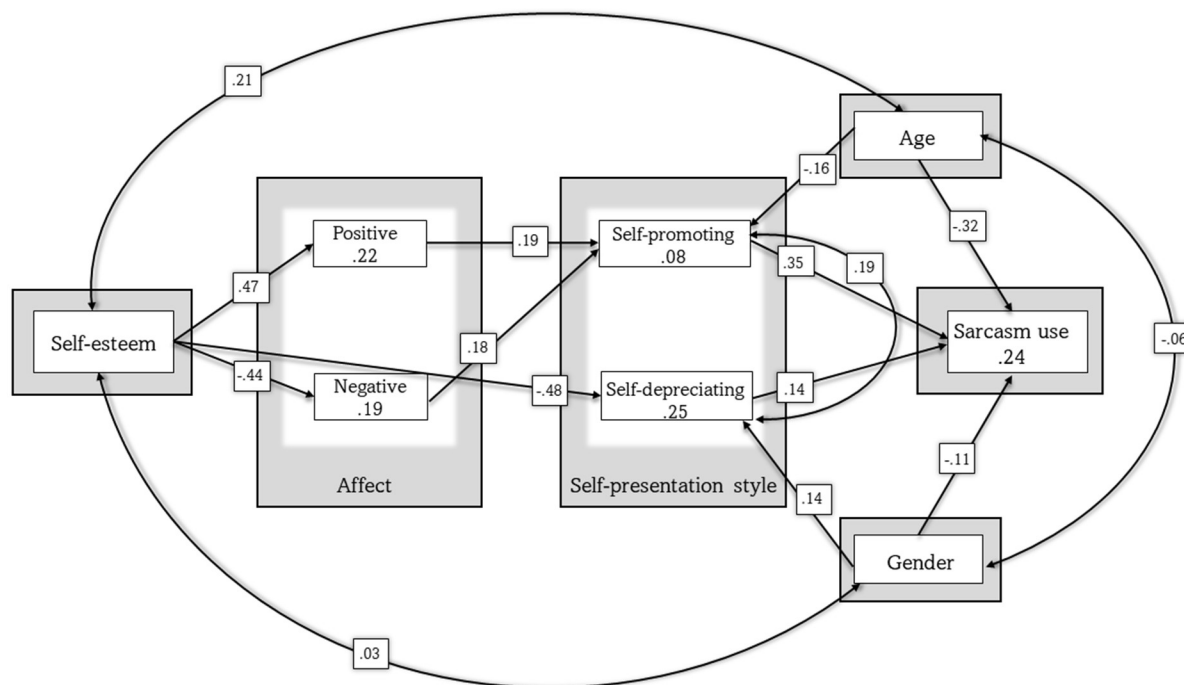 .21
Age
-.16
Positive
.22
.19
Self-promoting
.08
-.32
.35
.19
.47
Self-esteem
Sarcasm use
.24
-.06
.18
-.44
Negative
.19
-.48
Self-depreciating
.25
.14
-.11
Affect
Self-presentation style
.14
Gender
.03